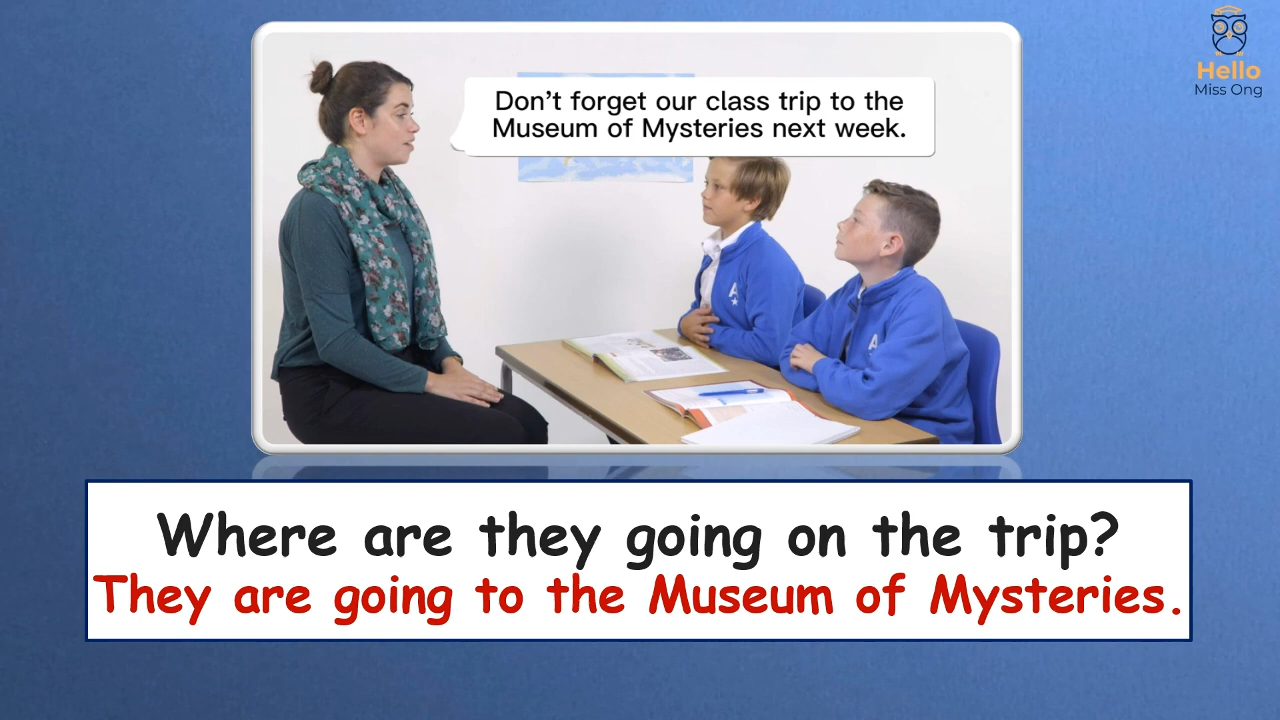 Hello
Miss Ong
Don't forget our class trip to the
Museum of Mysteries next week.
A
A
Where are they going on the trip?
They are going to the Museum of Mysteries.